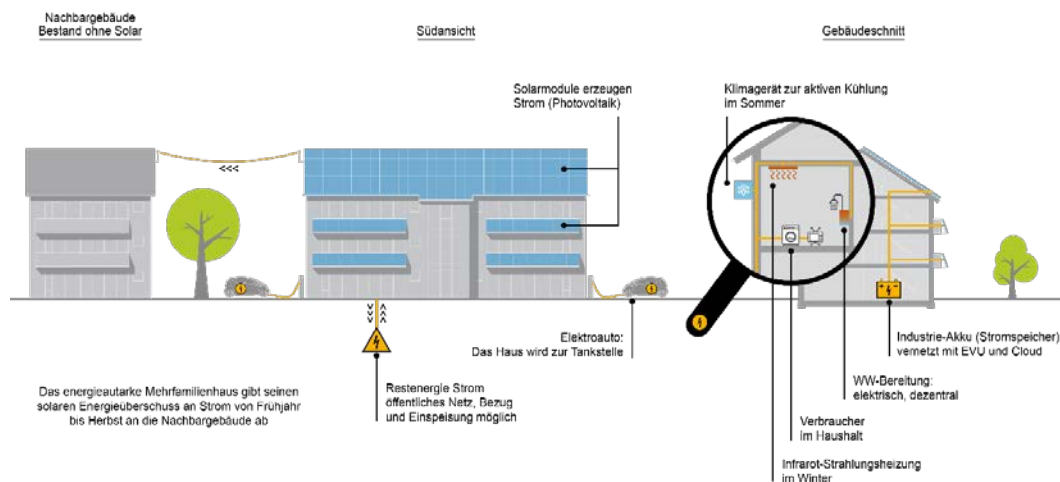 Nachbargebäude
Bestand ohne Solar
Südansicht
Gebäudeschnitt
Solarmodule erzeugen
Strom (Photovoltaik)
Klimagerät zur aktiven Kühlung
im Sommer
<<<
Elektroauto:
Das Haus wird zur Tankstelle
Industrie-Akku (Stromspeicher)
vernetzt mit EVU und Cloud
Das energieautarke Mehrfamilienhaus gibt seinen
solaren Energieüberschuss an Strom von Frühjahr
bis Herbst an die Nachbargebäude ab
Restenergie Strom
öffentliches Netz, Bezug
und Einspeisung möglich
WW-Bereitung:
elektrisch, dezentral
Verbraucher
im Haushalt
Infrarot-Strahlungsheizung
im Winter